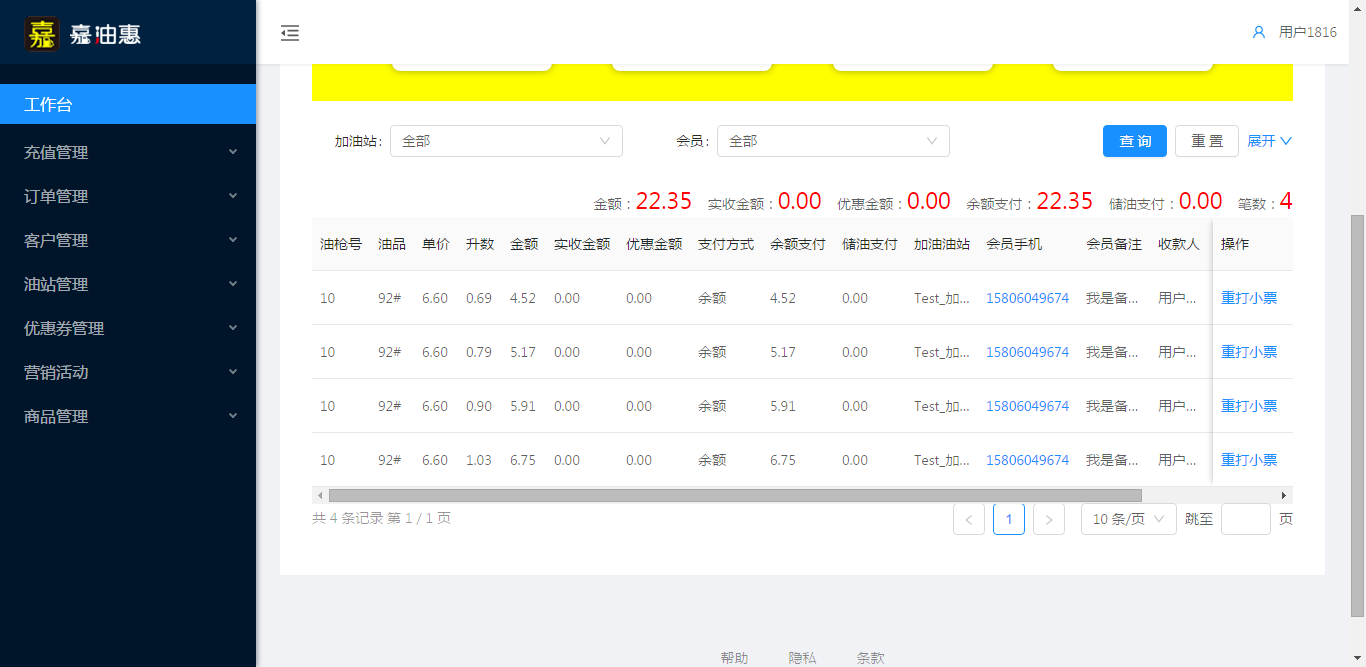 嘉 嘉油惠
用户1816
工作台
充值管理
订单管理
客户管理
油站管理
优惠券管理
营销活动
商品管理
加油站: 全部 会员: 全部 查 询 重 置 展开
金额：22.35 实收金额：0.00 优惠金额：0.00 余额支付：22.35 储油支付：0.00 笔数：4
油枪号 油品 单价 升数 金额 实收金额 优惠金额 支付方式 余额支付 储油支付 加油油站 会员手机 会员备注 收款人 操作
10 92# 6.60 0.69 4.52 0.00 0.00 余额 4.52 0.00 Test_加... 15806049674 我是备... 用户... 重打小票
10 92# 6.60 0.79 5.17 0.00 0.00 余额 5.17 0.00 Test_加... 15806049674 我是备... 用户... 重打小票
10 92# 6.60 0.90 5.91 0.00 0.00 余额 5.91 0.00 Test_加... 15806049674 我是备... 用户... 重打小票
10 92# 6.60 1.03 6.75 0.00 0.00 余额 6.75 0.00 Test_加... 15806049674 我是备... 用户... 重打小票
共 4 条记录 第 1 / 1 页 < 1 > 10 条/页 跳至 页
帮助 隐私 条款